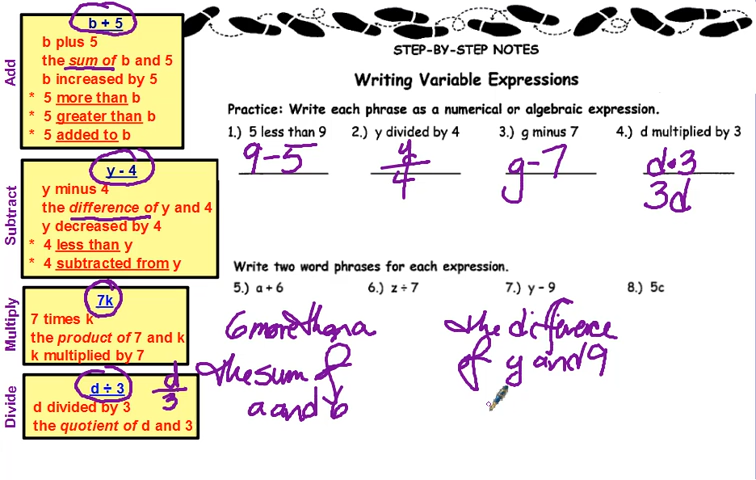 Add
b + 5
b plus 5
the sum of b and 5
b increased by 5
* 5 more than b
* 5 greater than b
* 5 added to b
Subtract
y - 4
y minus 4
the difference of y and 4
y decreased by 4
* 4 less than y
* 4 subtracted from y
Multiply
7k
7 times k
the product of 7 and k
k multiplied by 7
Divide
d ÷ 3
d/3
d divided by 3
the quotient of d and 3
STEP-BY-STEP NOTES
Writing Variable Expressions
Practice: Write each phrase as a numerical or algebraic expression.
1.) 5 less than 9 2.) y divided by 4 3.) g minus 7 4.) d multiplied by 3
9-5 y/4 g-7 d•3
3d
Write two word phrases for each expression.
5.) a + 6 6.) z ÷ 7 7.) y - 9 8.) 5c
6 more than a the difference
the sum of of y and 9
a and 6